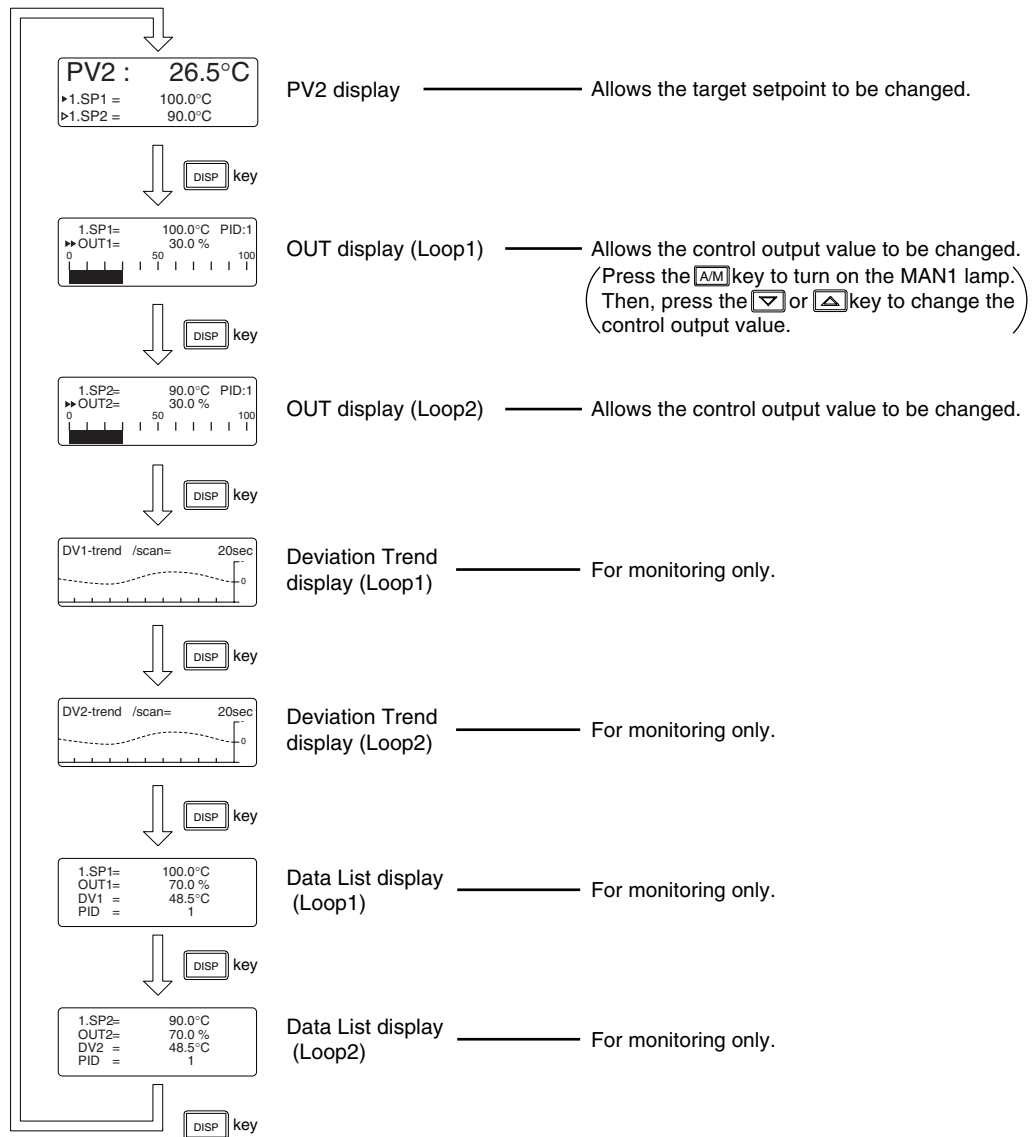 PV2 : 26.5°C
1.SP1 = 100.0°C
1.SP2 = 90.0°C
PV2 display
Allows the target setpoint to be changed.
DISP key
1.SP1= 100.0°C PID:1
OUT1= 30.0 %
0 50 100
OUT display (Loop1)
Allows the control output value to be changed.
Press the A/M key to turn on the MAN1 lamp.
Then, press the ▽ or △ key to change the
control output value.
DISP key
1.SP2= 90.0°C PID:1
OUT2= 30.0 %
0 50 100
OUT display (Loop2)
Allows the control output value to be changed.
DISP key
DV1-trend /scan= 20sec
0
Deviation Trend
display (Loop1)
For monitoring only.
DISP key
DV2-trend /scan= 20sec
0
Deviation Trend
display (Loop2)
For monitoring only.
DISP key
1.SP1= 100.0°C
OUT1= 70.0 %
DV1 = 48.5°C
PID = 1
Data List display
(Loop1)
For monitoring only.
DISP key
1.SP2= 90.0°C
OUT2= 70.0 %
DV2 = 48.5°C
PID = 1
Data List display
(Loop2)
For monitoring only.
DISP key